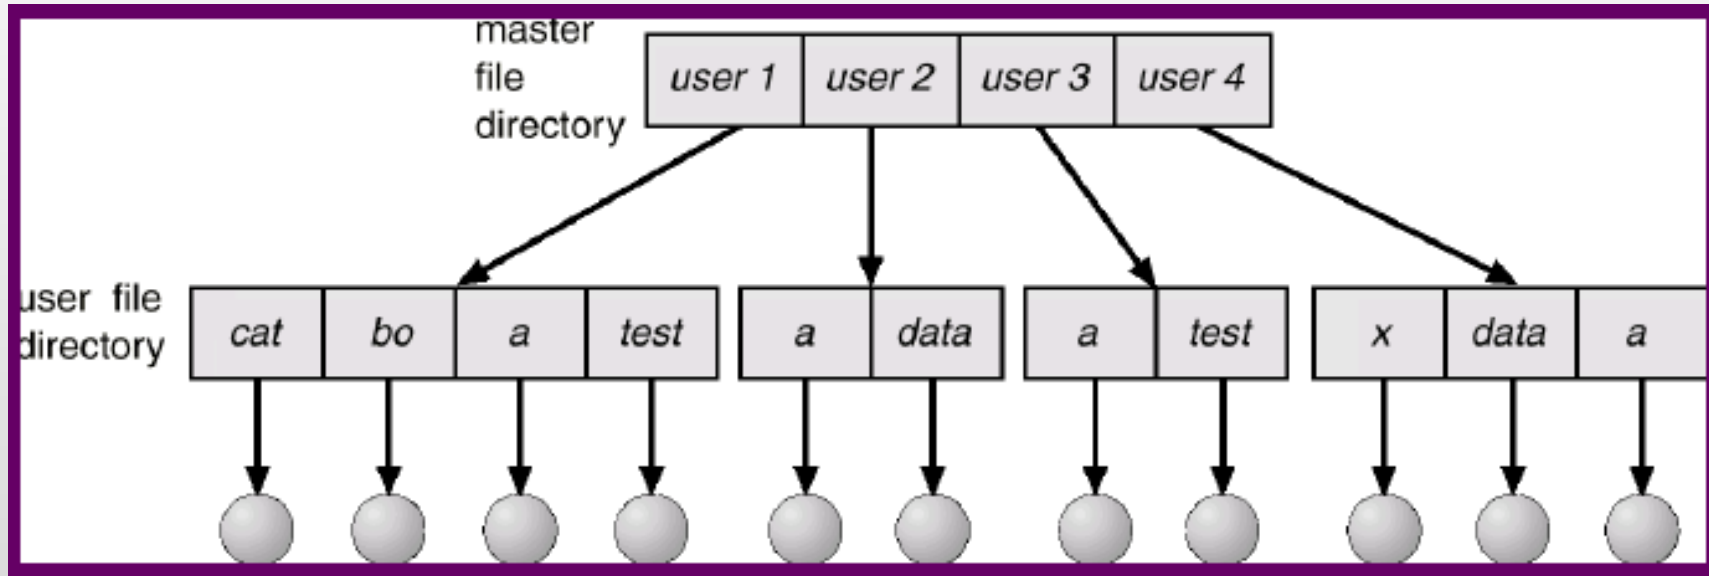 master
file
directory
user 1 user 2 user 3 user 4
user file
directory
cat bo a test a data a test x data a